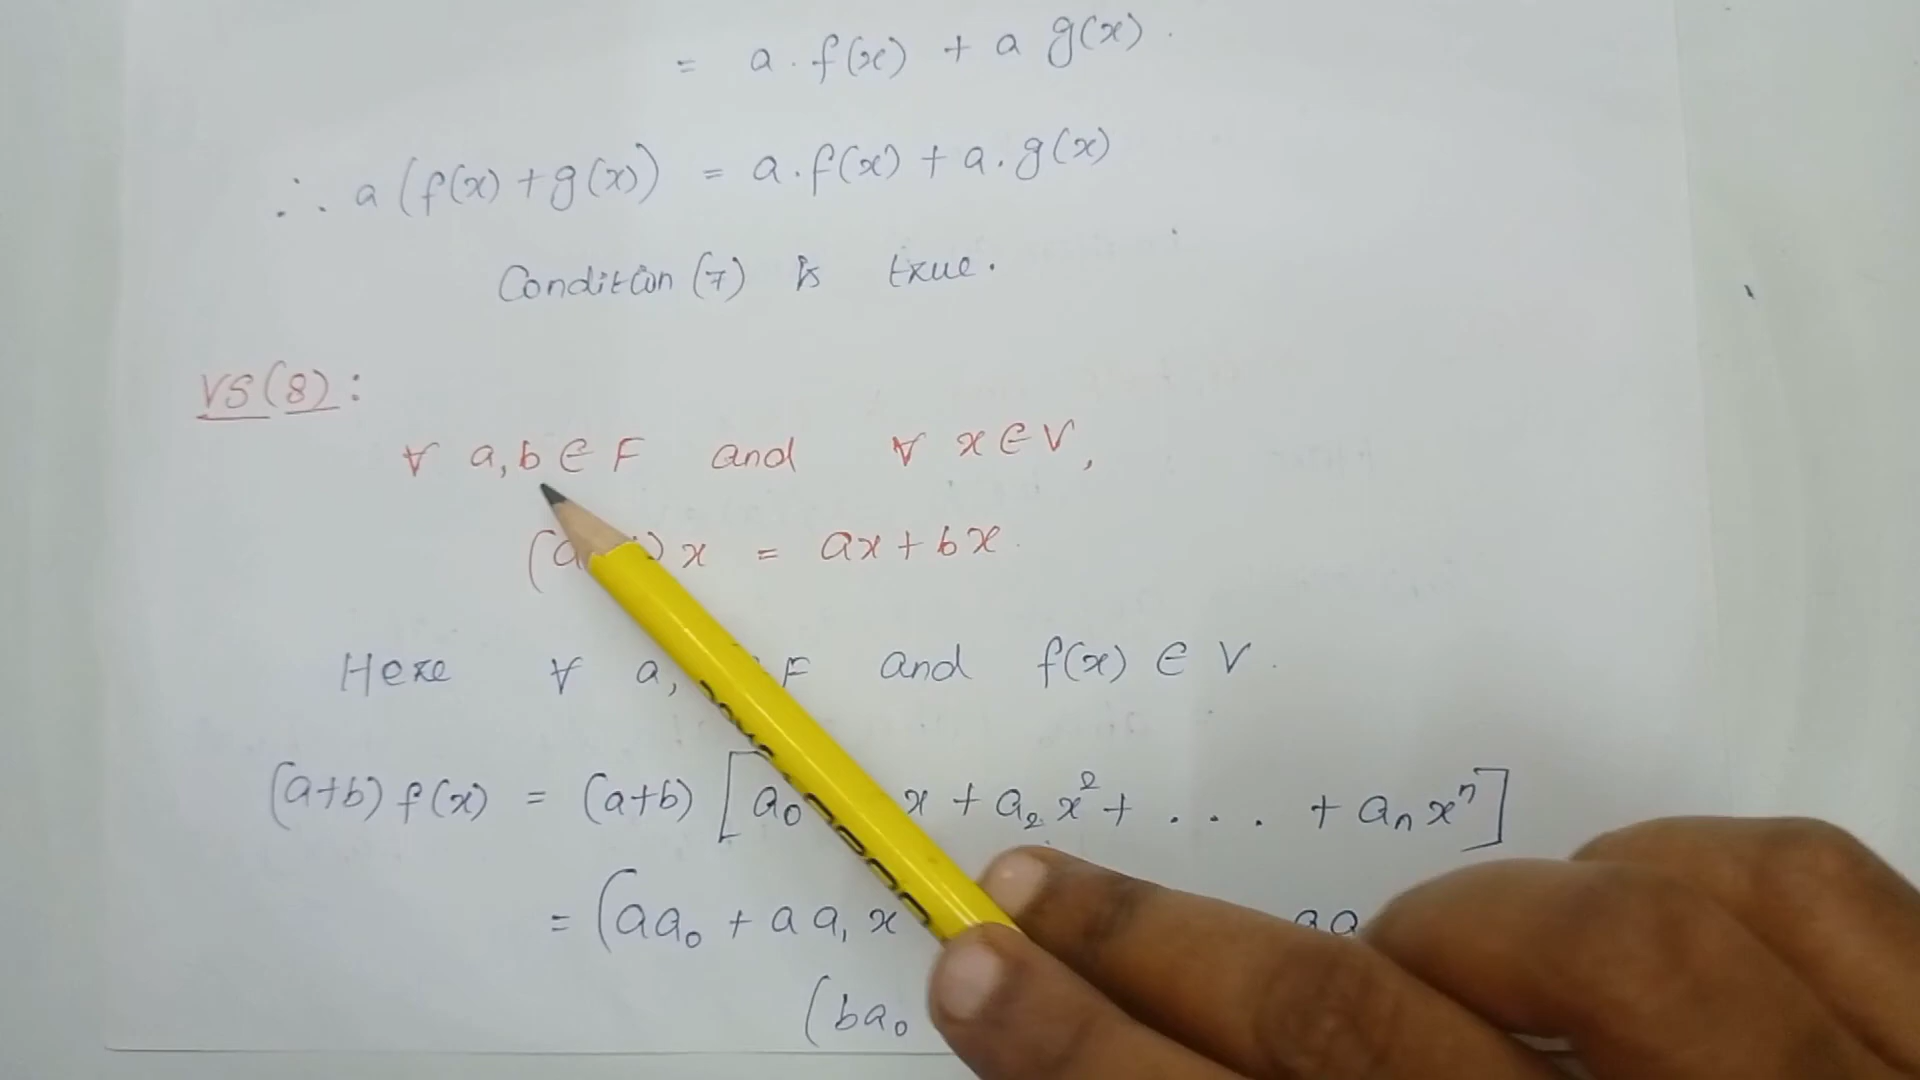 = a . f(x) + a g(x) .
∴ a (f(x) + g(x)) = a . f(x) + a . g(x)
Condition (7) is true.
VS(8) :
∀ a, b ∈ F and ∀ x ∈ V ,
(a ) x = ax + bx .
Here ∀ a, F and f(x) ∈ V .
(a+b) f(x) = (a+b) [a₀ x + a₂ x² + . . . + aₙ xⁿ]
= (aa₀ + a a₁ x
(ba₀